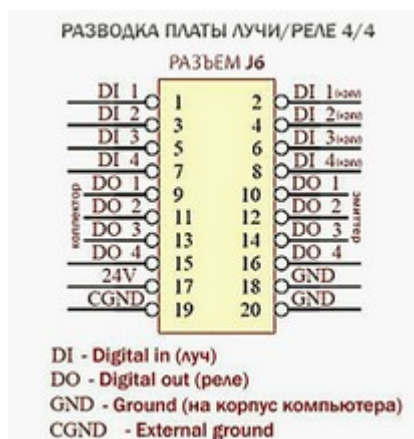 РАЗВОДКА ПЛАТЫ ЛУЧИ/РЕЛЕ 4/4
РАЗЪЕМ J6
DI 1 1 2 DI 1(+24v)
DI 2 3 4 DI 2(+24v)
DI 3 5 6 DI 3(+24v)
DI 4 7 8 DI 4(+24v)
DO 1 9 10 DO 1
DO 2 11 12 DO 2
DO 3 13 14 DO 3
DO 4 15 16 DO 4
24V 17 18 GND
CGND 19 20 GND
коллектор
эмиттер
DI - Digital in (луч)
DO - Digital out (реле)
GND - Ground (на корпус компьютера)
CGND - External ground